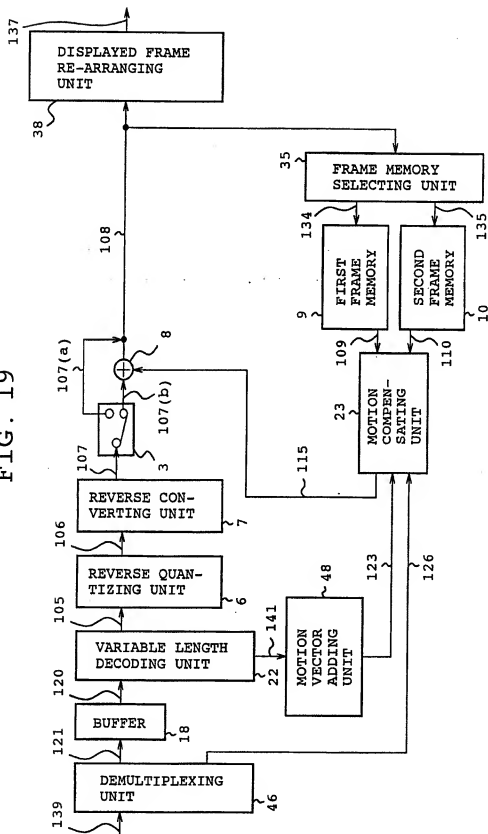 FIG. 19
139
DEMULTIPLEXING
UNIT
46
121
BUFFER
18
120
VARIABLE LENGTH
DECODING UNIT
22
105
REVERSE QUAN-
TIZING UNIT
6
106
REVERSE CON-
VERTING UNIT
7
107
3
107(a)
107(b)
8
108
DISPLAYED FRAME
RE-ARRANGING
UNIT
38
137
141
MOTION
VECTOR
ADDING
UNIT
48
123
126
115
MOTION
COMPEN-
SATING
UNIT
23
109
110
FIRST
FRAME
MEMORY
9
SECOND
FRAME
MEMORY
10
134
135
FRAME MEMORY
SELECTING UNIT
35